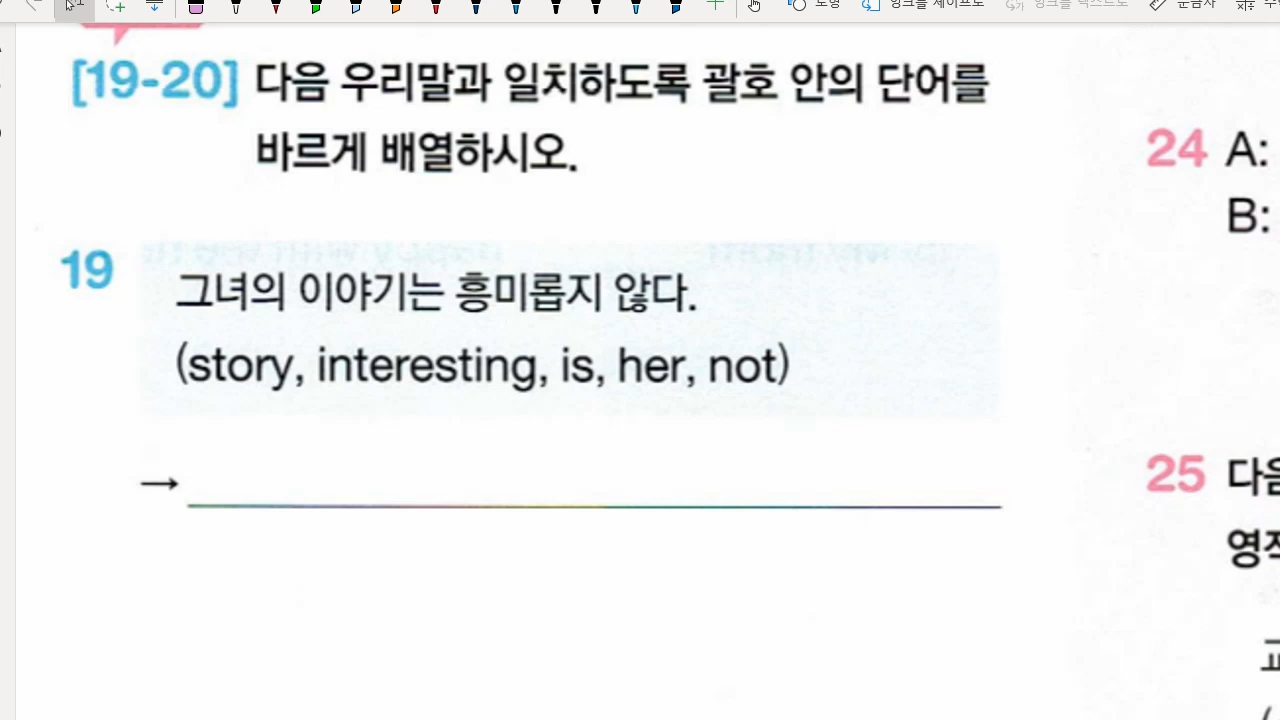 [19-20] 다음 우리말과 일치하도록 괄호 안의 단어를
바르게 배열하시오.
19
그녀의 이야기는 흥미롭지 않다.
(story, interesting, is, her, not)
→
24 A:
B:
25 다음
영작